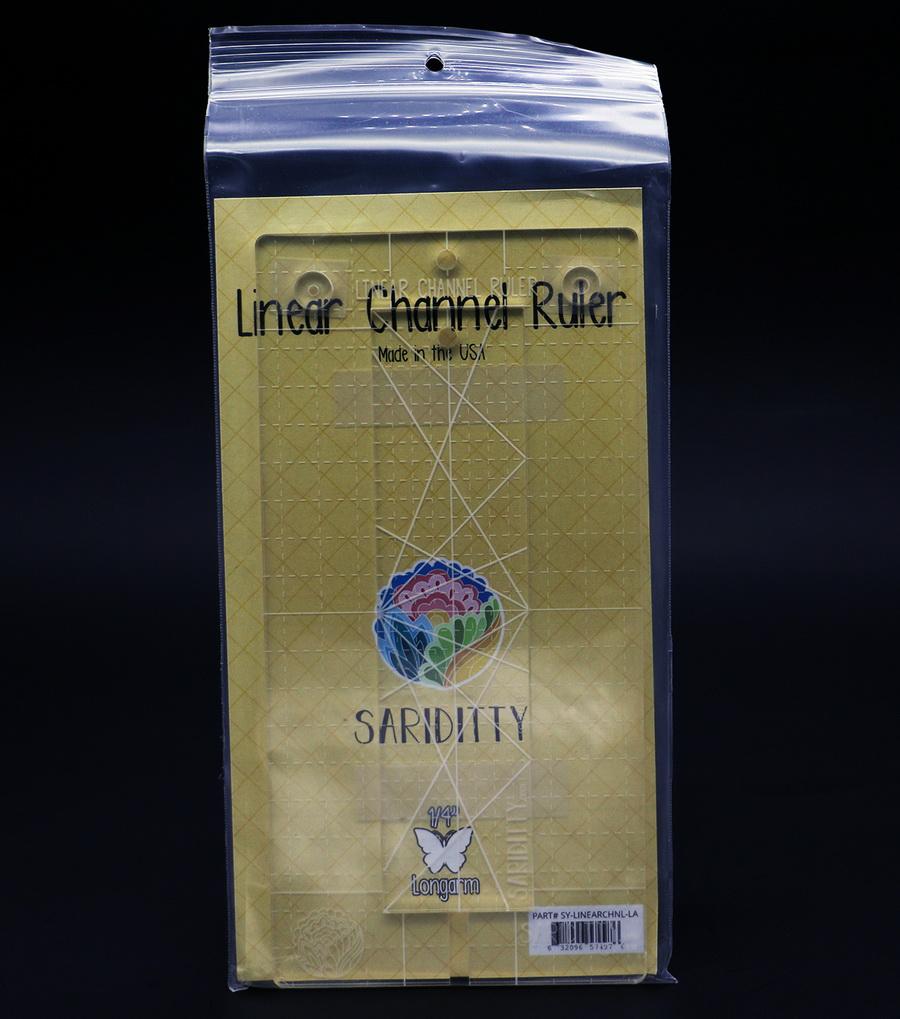 LINEAR CHANNEL RULER
Linear Channel Ruler
Made in the USA
SARIDITTY
1/4"
Longarm
SARIDITTY
PART# SY-LINEARCHNL-LA